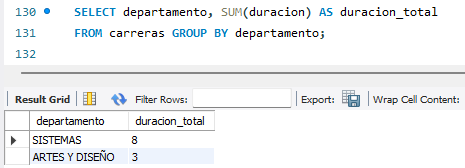 130 SELECT departamento, SUM(duracion) AS duracion_total
131 FROM carreras GROUP BY departamento;
132
Result Grid Filter Rows: Export: Wrap Cell Content:
departamento duracion_total
SISTEMAS 8
ARTES Y DISEÑO 3